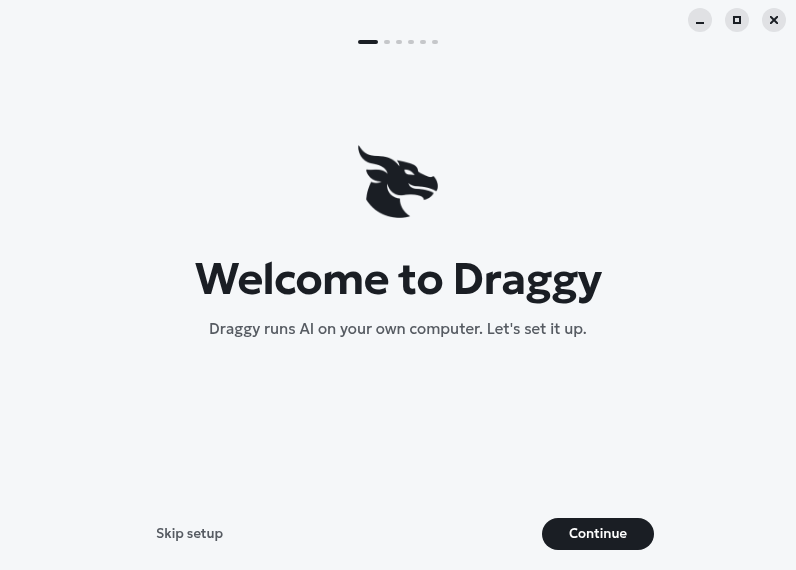 Welcome to Draggy
Draggy runs AI on your own computer. Let's set it up.
Skip setup
Continue